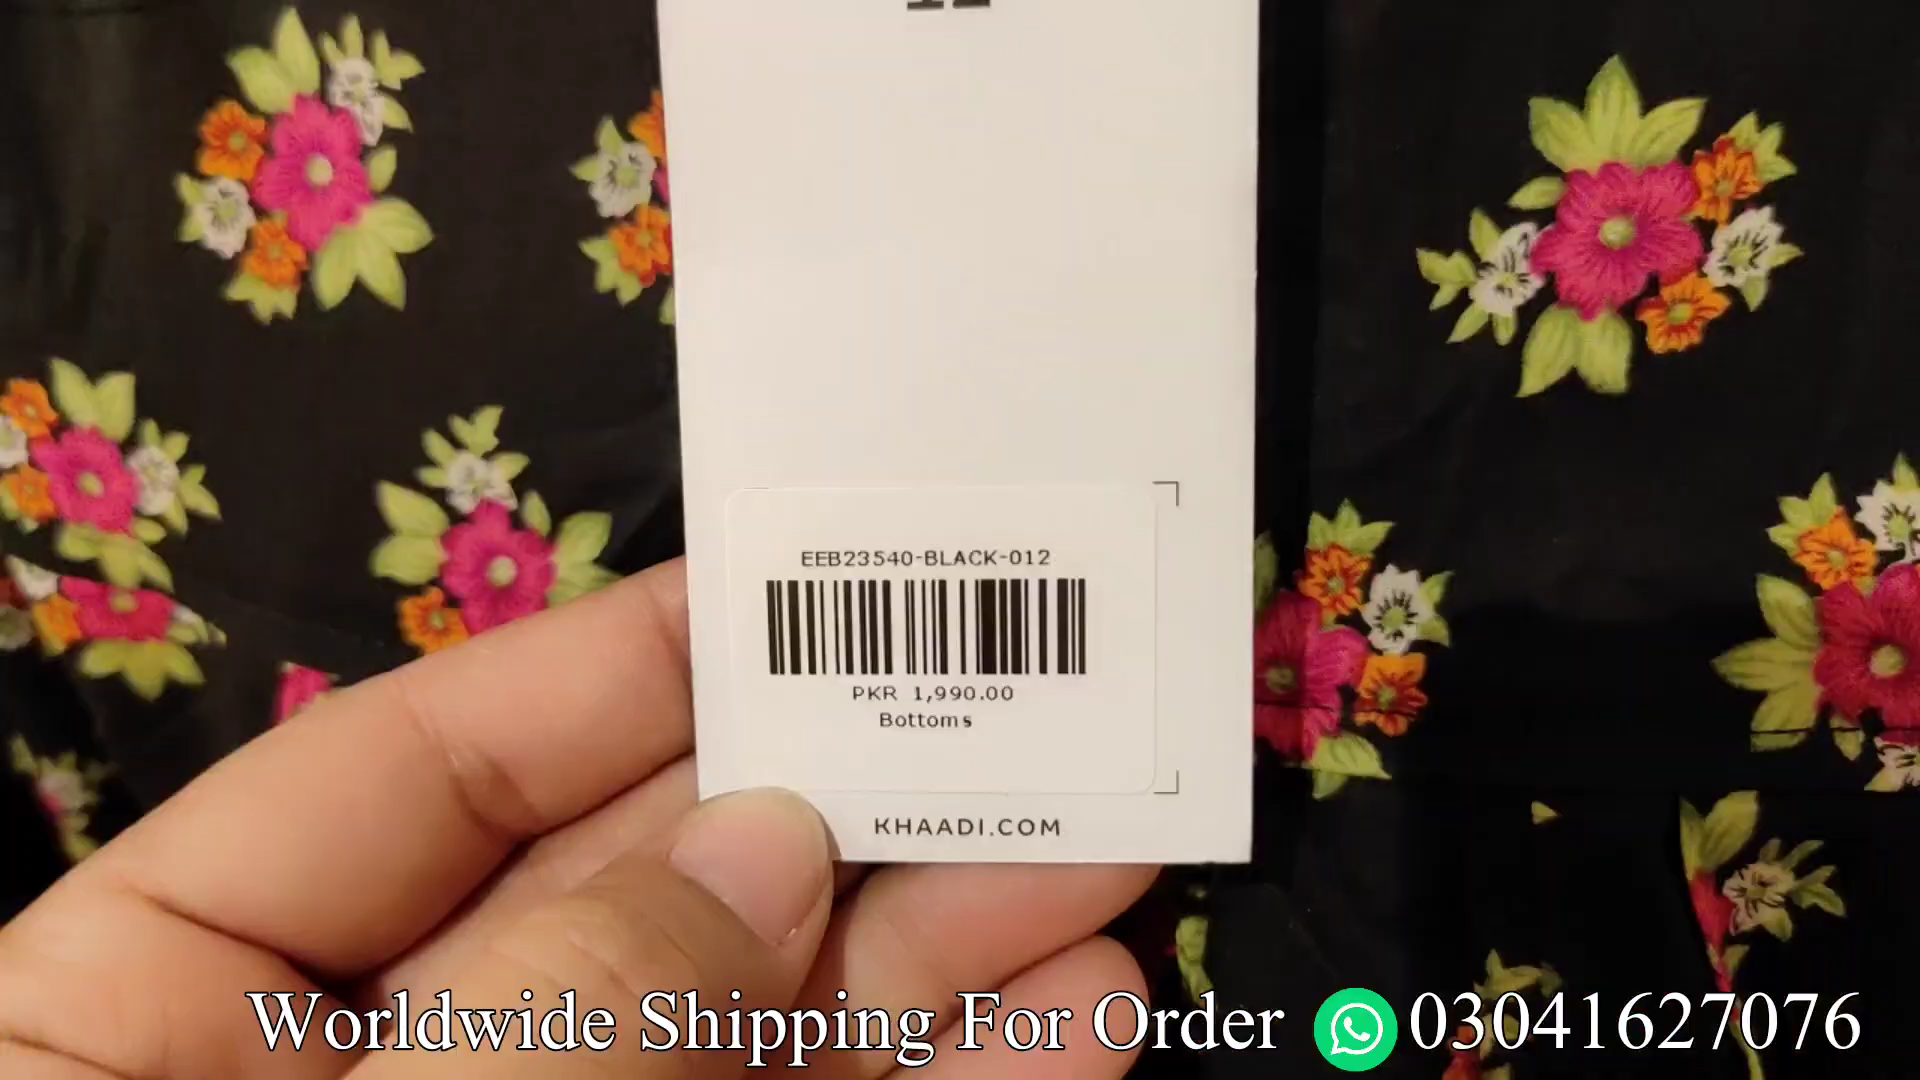 EEB23540-BLACK-012
PKR 1,990.00
Bottoms
KHAADI.COM
Worldwide Shipping For Order 03041627076